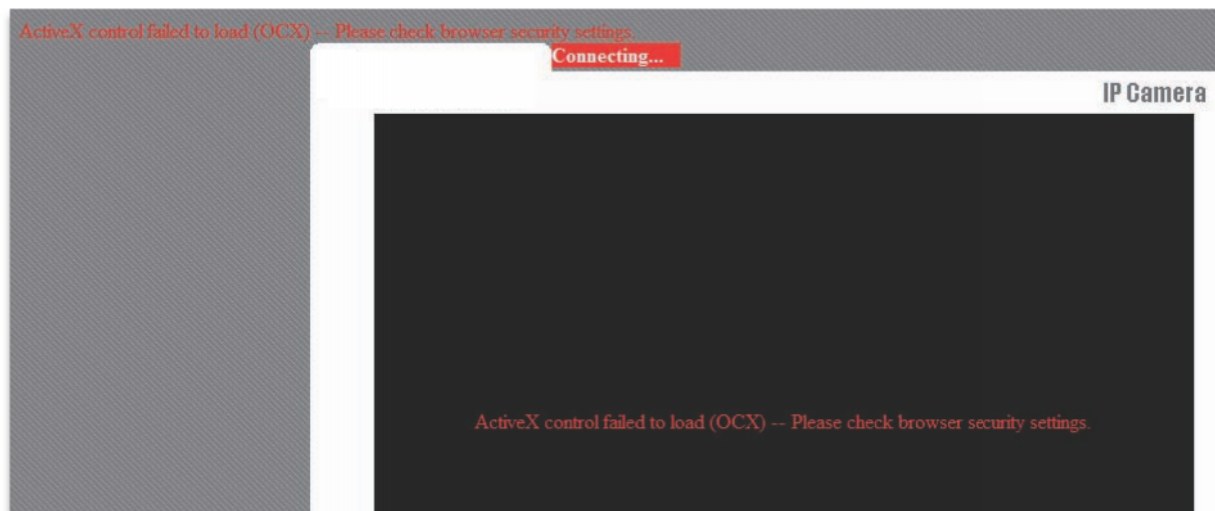 ActiveX control failed to load (OCX) -- Please check browser security settings.
Connecting...
IP Camera
ActiveX control failed to load (OCX) -- Please check browser security settings.